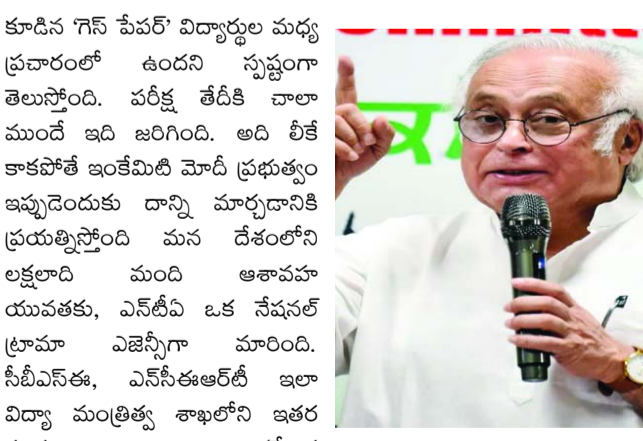 కూడిన ‘గెస్ పేపర్’ విద్యార్థుల మధ్య
ప్రచారంలో ఉందని స్పష్టంగా
తెలుస్తోంది. పరీక్ష తేదీకి చాలా
ముందే ఇది జరిగింది. అది లీకే
కాకపోతే ఇంకేమిటి మోదీ ప్రభుత్వం
ఇప్పుడెందుకు దాన్ని మార్చడానికి
ప్రయత్నిస్తోంది మన దేశంలోని
లక్షలాది మంది ఆశావహ
యువతకు, ఎన్‌టీఏ ఒక నేషనల్
ట్రామా ఏజెన్సీగా మారింది.
సీబీఎస్ఈ, ఎన్‌సీఈఆర్‌టీ ఇలా
విద్యా మంత్రిత్వ శాఖలోని ఇతర